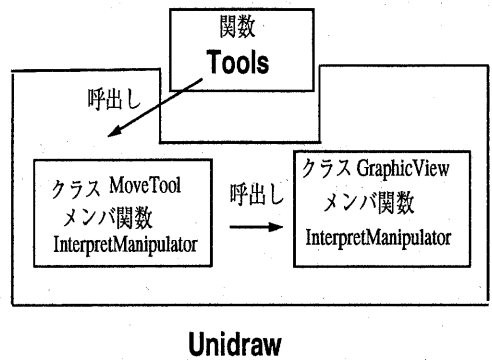 関数
Tools
呼出し
クラス MoveTool
メンバ関数
InterpretManipulator
呼出し
クラス GraphicView
メンバ関数
InterpretManipulator
Unidraw